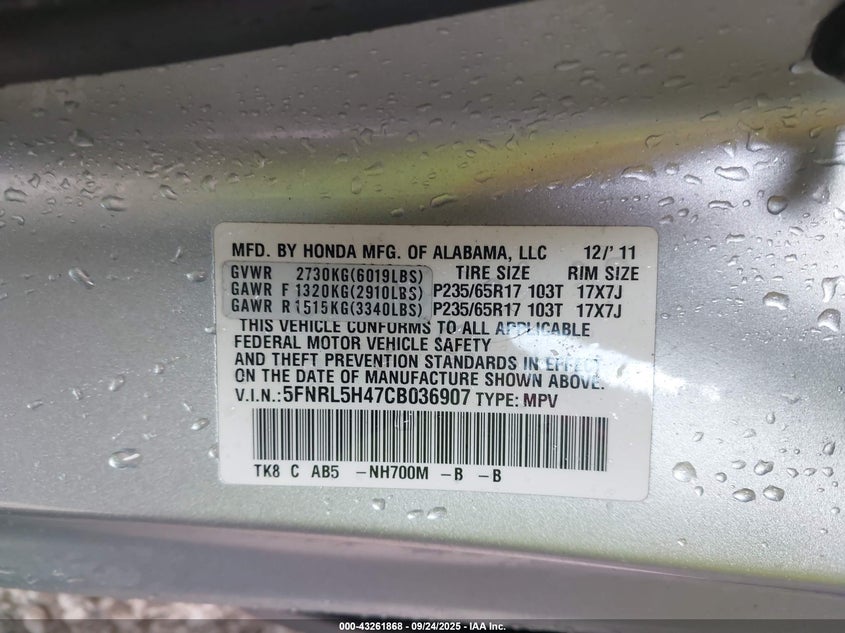 MFD. BY HONDA MFG. OF ALABAMA, LLC 12/'11
GVWR 2730KG(6019LBS) TIRE SIZE RIM SIZE
GAWR F 1320KG(2910LBS) P235/65R17 103T 17X7J
GAWR R 1515KG(3340LBS) P235/65R17 103T 17X7J
THIS VEHICLE CONFORMS TO ALL APPLICABLE
FEDERAL MOTOR VEHICLE SAFETY
AND THEFT PREVENTION STANDARDS IN EFFECT
ON THE DATE OF MANUFACTURE SHOWN ABOVE.
V.I.N.: 5FNRL5H47CB036907 TYPE: MPV
TK8 C AB5 -NH700M -B -B
000-43261868 - 09/24/2025 - IAA Inc.